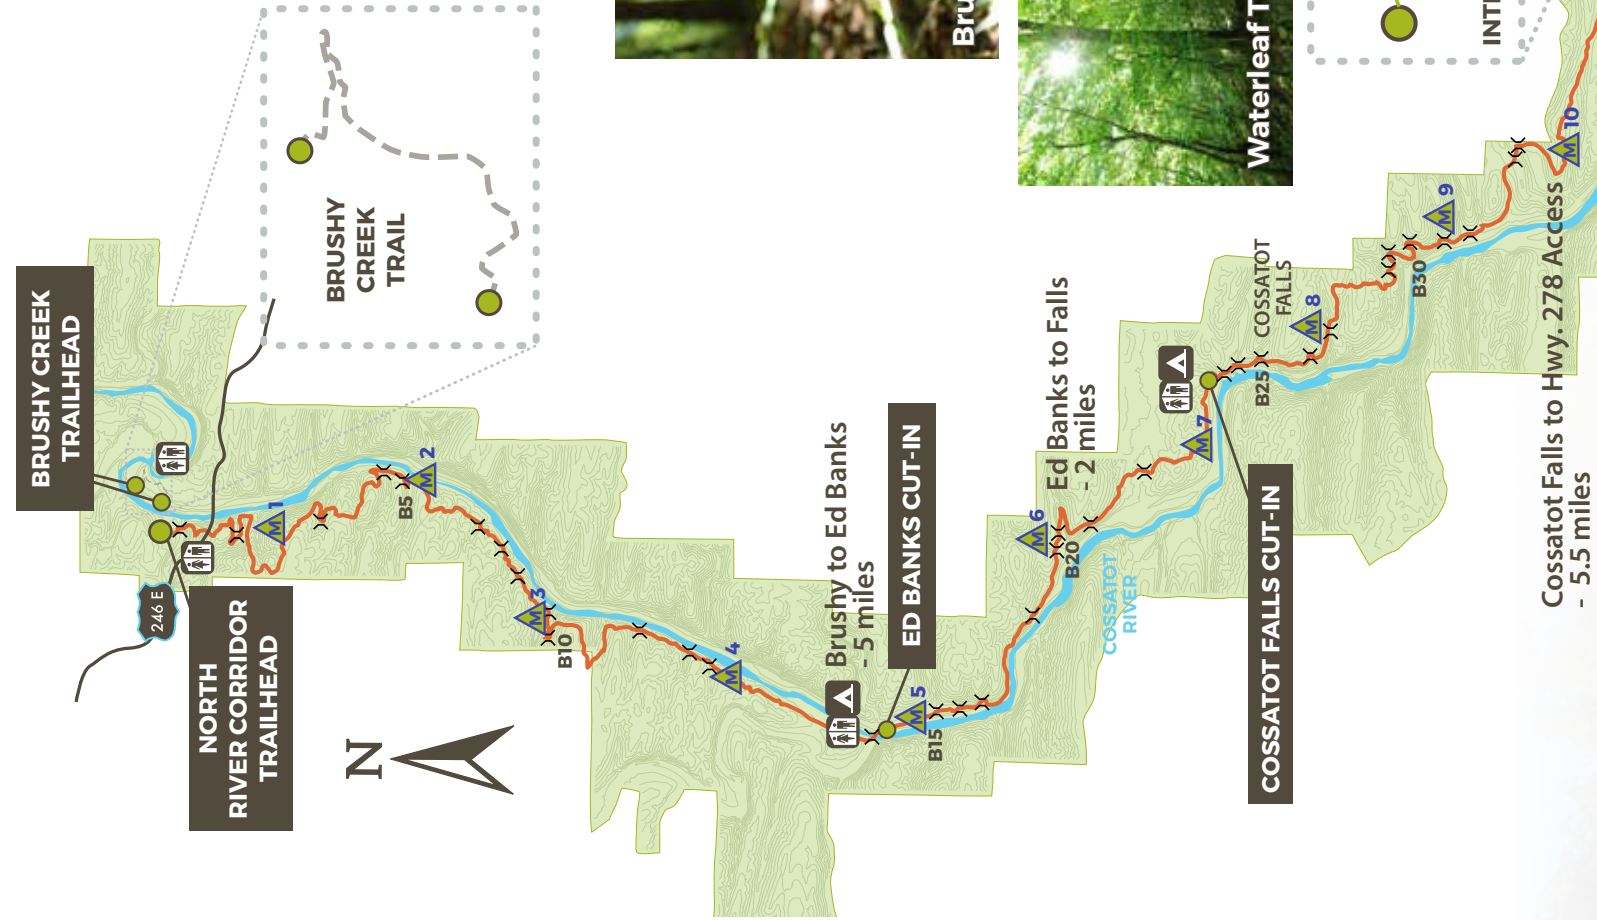 BRUSHY CREEK
TRAILHEAD
NORTH
RIVER CORRIDOR
TRAILHEAD
246 E
N
BRUSHY
CREEK
TRAIL
Bru
Waterleaf T
INT
M 1
M 2
B5
M 3
B10
M 4
Brushy to Ed Banks
- 5 miles
ED BANKS CUT-IN
M 5
B15
Ed Banks to Falls
- 2 miles
M 6
B20
COSSATOT
RIVER
M 7
COSSATOT FALLS CUT-IN
B25
COSSATOT
FALLS
M 8
B30
M 9
M 10
Cossatot Falls to Hwy. 278 Access
- 5.5 miles